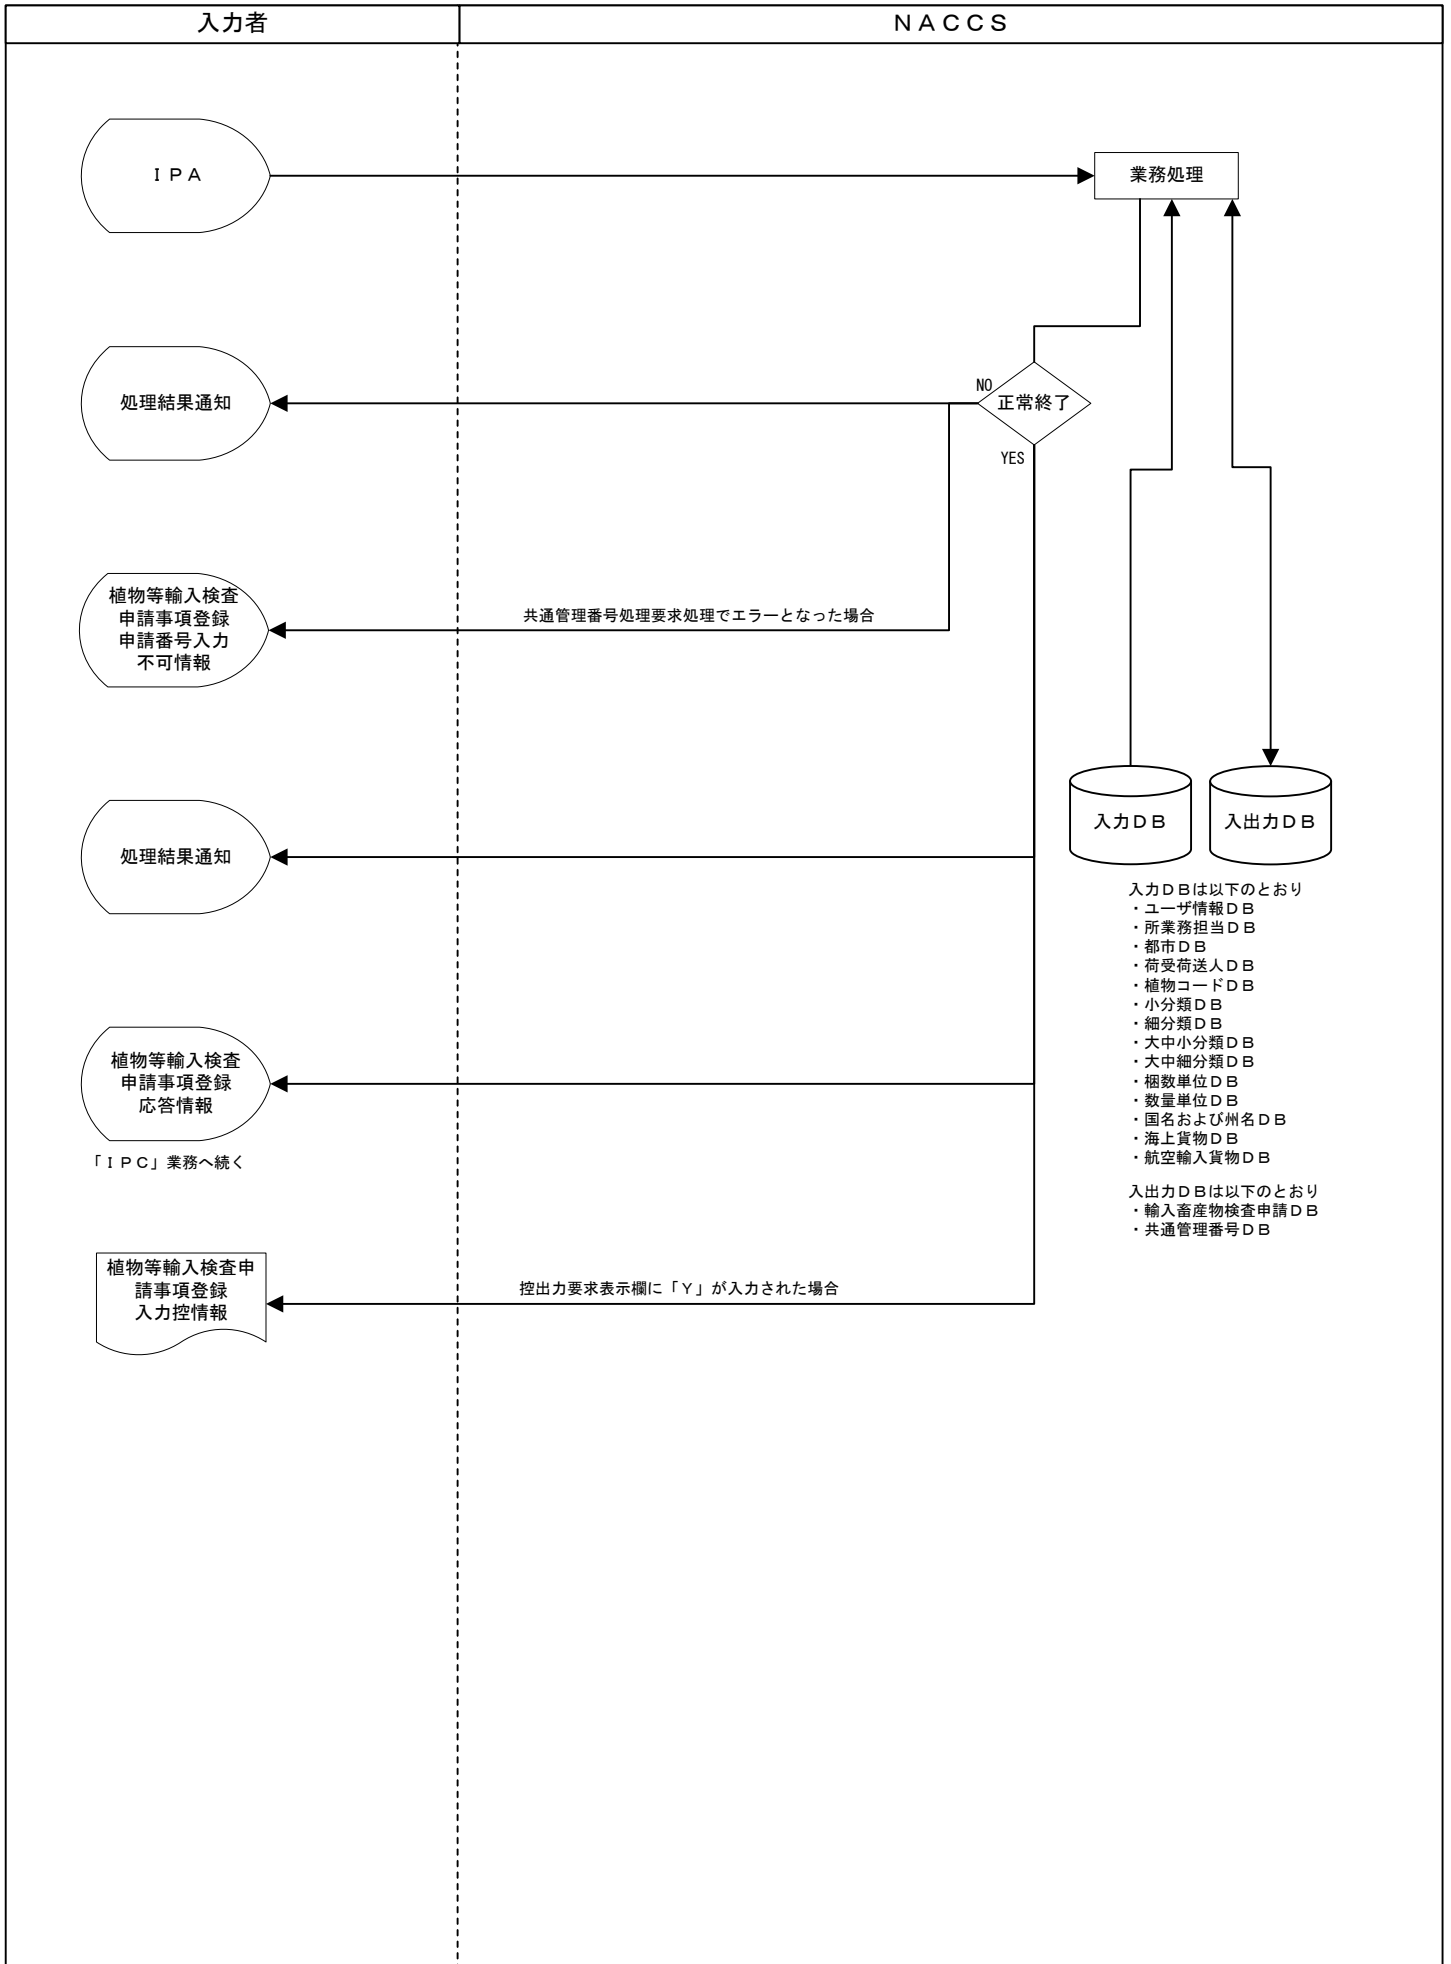 入力者
ＮＡＣＣＳ
ＩＰＡ
業務処理
処理結果通知
NO
正常終了
YES
植物等輸入検査
申請事項登録
申請番号入力
不可情報
共通管理番号処理要求処理でエラーとなった場合
処理結果通知
入力ＤＢ
入出力ＤＢ
入力ＤＢは以下のとおり
・ユーザ情報ＤＢ
・所業務担当ＤＢ
・都市ＤＢ
・荷受荷送人ＤＢ
・植物コードＤＢ
・小分類ＤＢ
・細分類ＤＢ
・大中小分類ＤＢ
・大中細分類ＤＢ
・梱数単位ＤＢ
・数量単位ＤＢ
・国名および州名ＤＢ
・海上貨物ＤＢ
・航空輸入貨物ＤＢ
入出力ＤＢは以下のとおり
・輸入畜産物検査申請ＤＢ
・共通管理番号ＤＢ
植物等輸入検査
申請事項登録
応答情報
「ＩＰＣ」業務へ続く
植物等輸入検査申
請事項登録
入力控情報
控出力要求表示欄に「Ｙ」が入力された場合